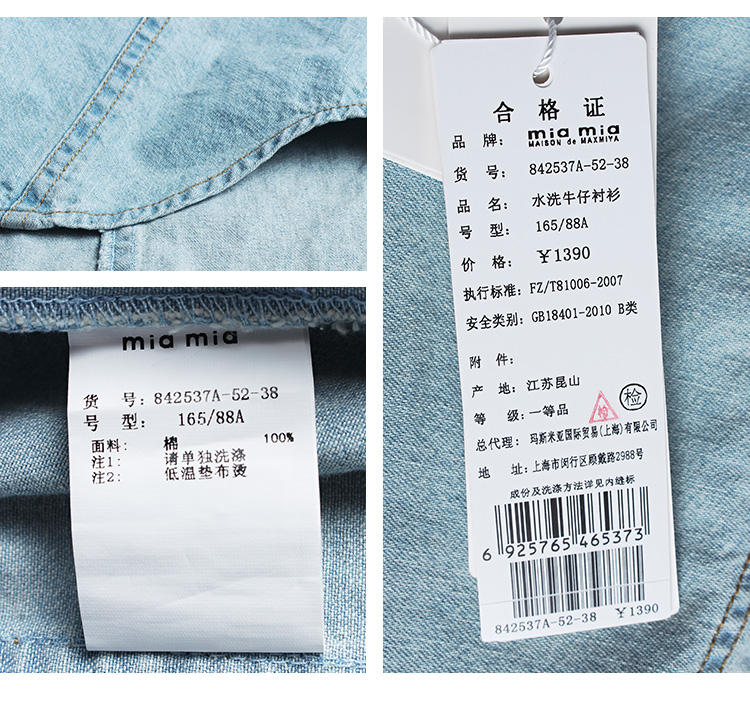 mia mia
货 号: 842537A-52-38
号 型: 165/88A
面料: 棉 100%
注1: 请单独洗涤
注2: 低温垫布烫
合格证
品 牌: mia mia
MAISON de MAXMIYA
货 号: 842537A-52-38
品 名: 水洗牛仔衬衫
号 型: 165/88A
价 格: ￥1390
执行标准: FZ/T81006-2007
安全类别: GB18401-2010 B类
附 件:
产 地: 江苏昆山
等 级: 一等品
检
检
总代理: 玛斯米亚国际贸易(上海)有限公司
地 址: 上海市闵行区顾戴路2988号
成份及洗涤方法详见内缝标
6 925765 465373
842537A-52-38 ￥1390